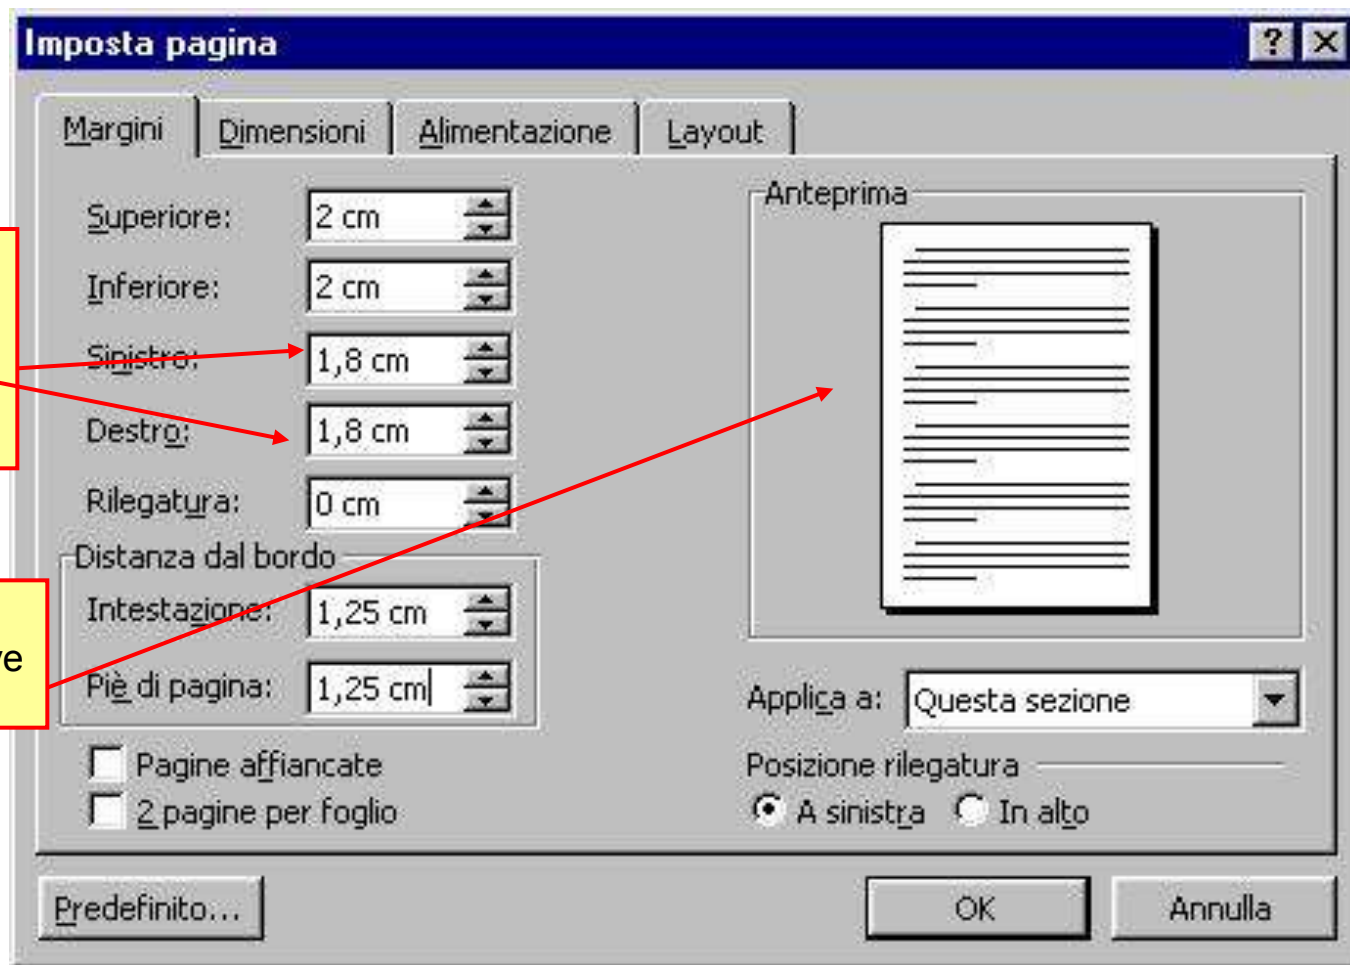 Imposta pagina
Margini Dimensioni Alimentazione Layout
Superiore: 2 cm
Inferiore: 2 cm
Sinistro: 1,8 cm
Destro: 1,8 cm
Rilegatura: 0 cm
Distanza dal bordo
Intestazione: 1,25 cm
Piè di pagina: 1,25 cm
Pagine affiancate
2 pagine per foglio
Anteprima
Applica a: Questa sezione
Posizione rilegatura
A sinistra In alto
Predefinito... OK Annulla